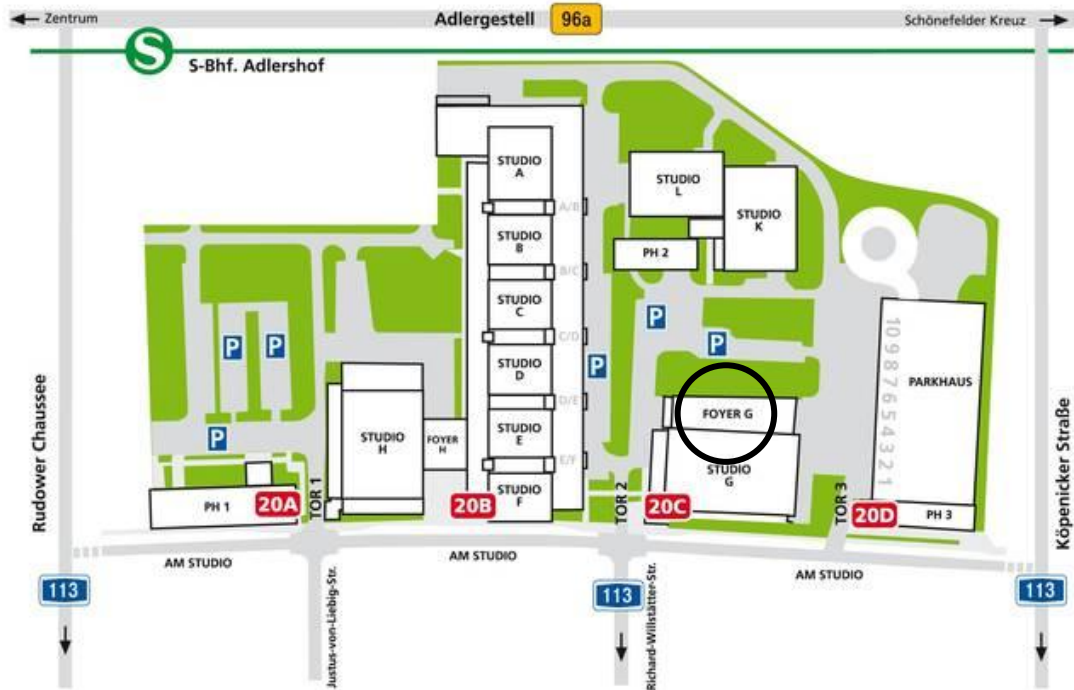 Zentrum
Adlergestell
96a
Schönefelder Kreuz
S
S-Bhf. Adlershof
STUDIO
A
A/B
STUDIO
B
B/C
STUDIO
C
C/D
STUDIO
D
D/E
STUDIO
E
E/F
STUDIO
F
STUDIO
L
STUDIO
K
PH 2
P
P
P
P
P
P
FOYER G
STUDIO
G
STUDIO
H
FOYER
H
PARKHAUS
10 9 8 7 6 5 4 3 2 1
PH 1
20A
TOR 1
20B
TOR 2
20C
TOR 3
20D
PH 3
Rudower Chaussee
Köpenicker Straße
AM STUDIO
AM STUDIO
AM STUDIO
113
Justus-von-Liebig-Str.
113
Richard-Willstätter-Str.
113